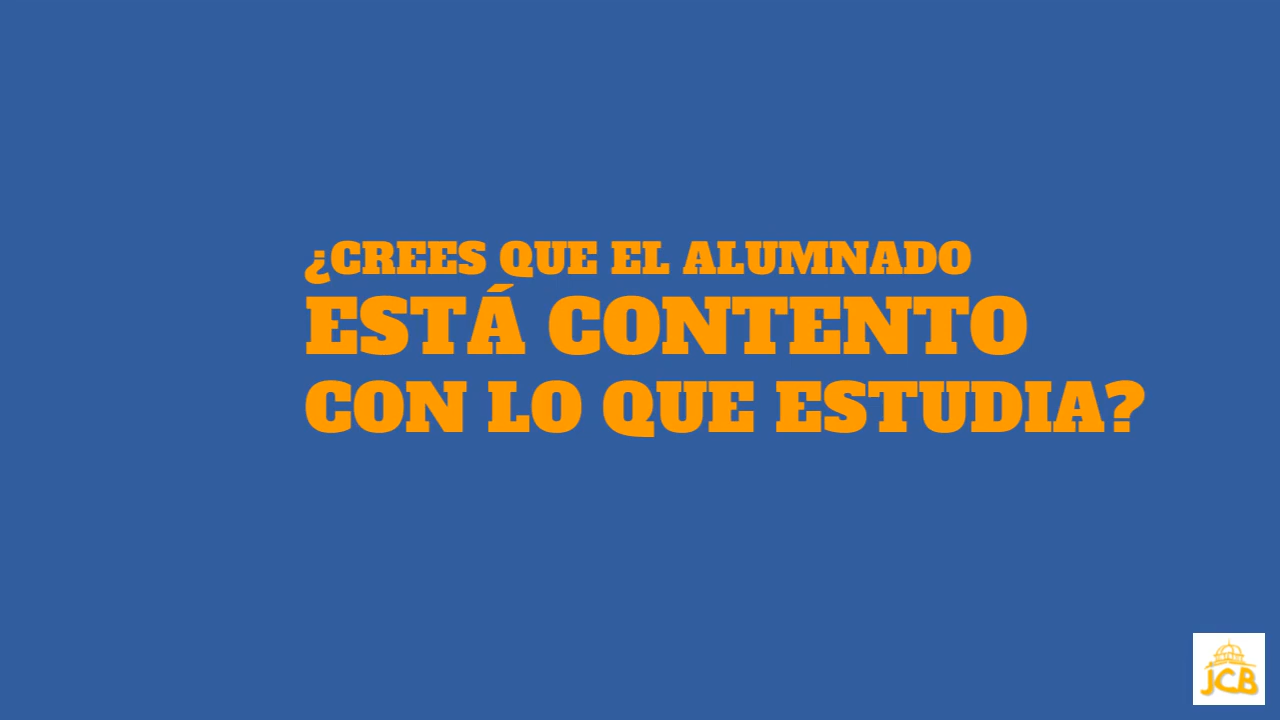 ¿CREES QUE EL ALUMNADO
ESTÁ CONTENTO
CON LO QUE ESTUDIA?
JCB